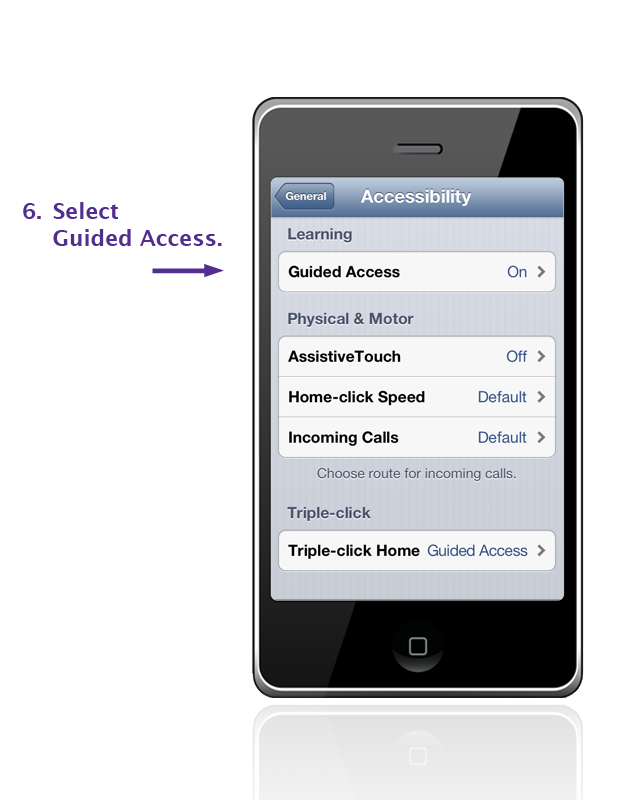 6. Select
Guided Access.
General
Accessibility
Learning
Guided Access On
Physical & Motor
AssistiveTouch Off
Home-click Speed Default
Incoming Calls Default
Choose route for incoming calls.
Triple-click
Triple-click Home Guided Access